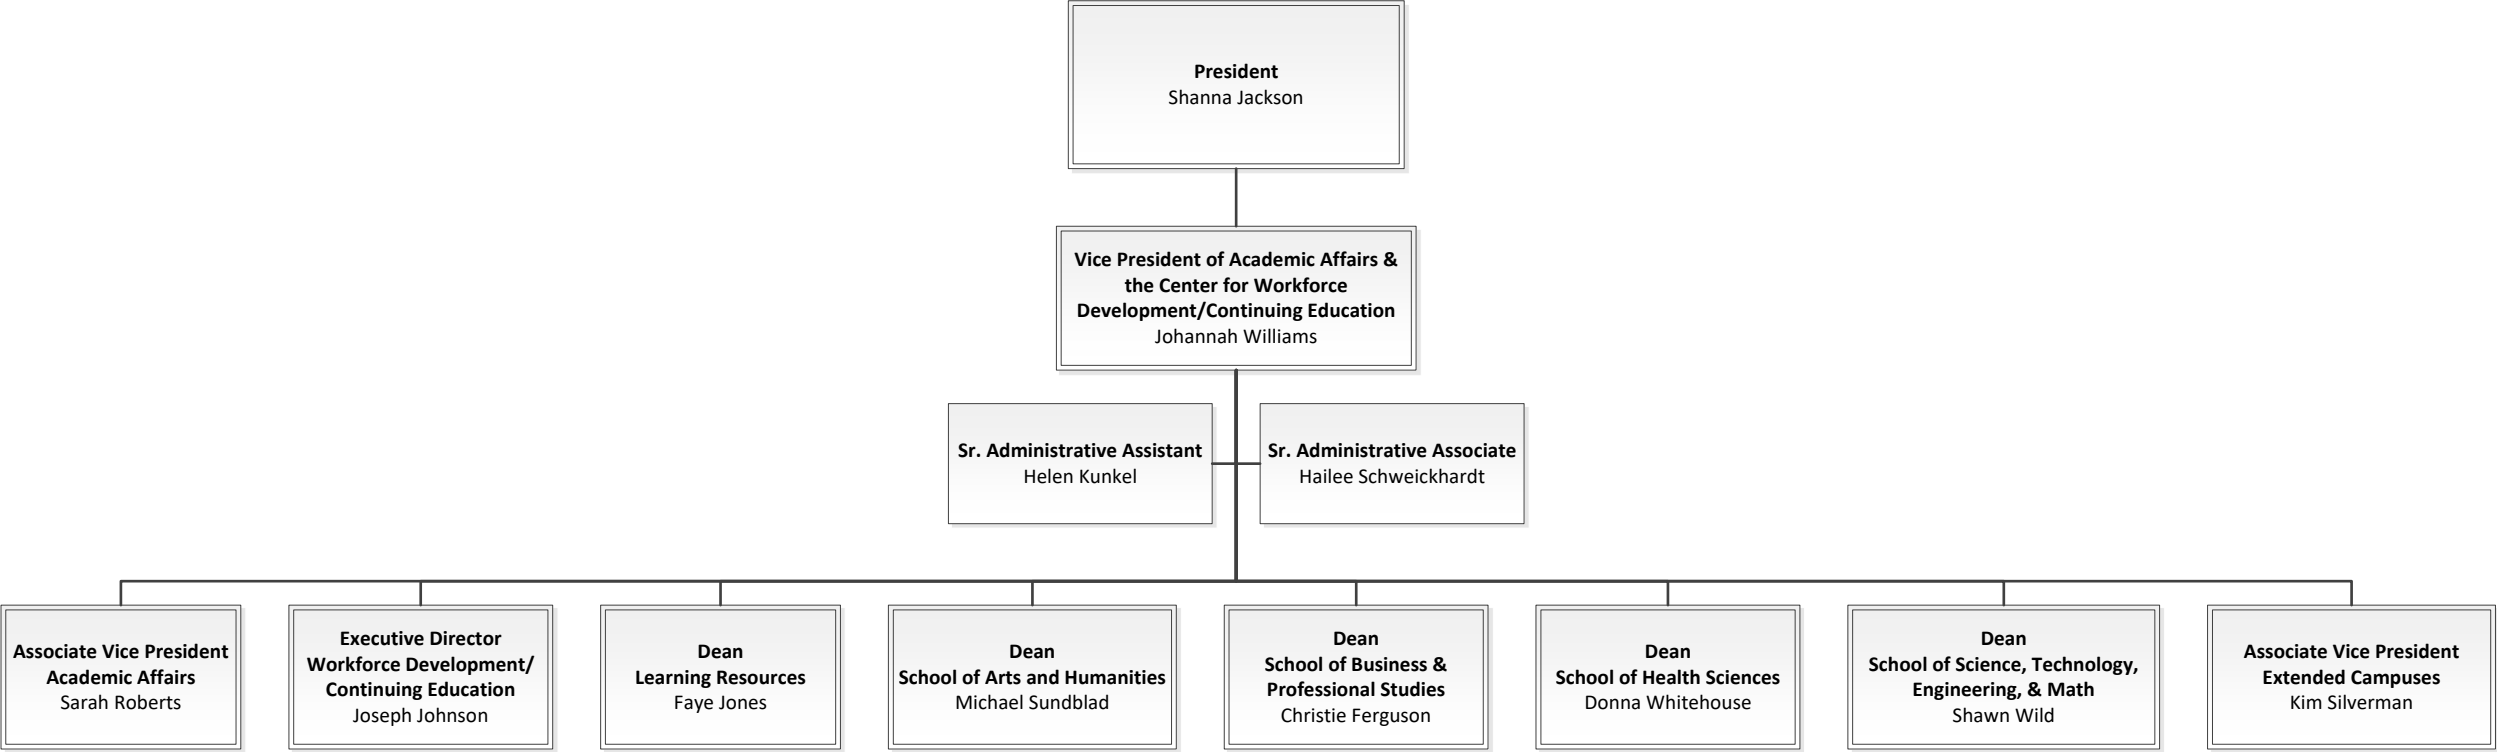 President
Shanna Jackson
Vice President of Academic Affairs &
the Center for Workforce
Development/Continuing Education
Johannah Williams
Sr. Administrative Assistant
Helen Kunkel
Sr. Administrative Associate
Hailee Schweickhardt
Associate Vice President
Academic Affairs
Sarah Roberts
Executive Director
Workforce Development/
Continuing Education
Joseph Johnson
Dean
Learning Resources
Faye Jones
Dean
School of Arts and Humanities
Michael Sundblad
Dean
School of Business &
Professional Studies
Christie Ferguson
Dean
School of Health Sciences
Donna Whitehouse
Dean
School of Science, Technology,
Engineering, & Math
Shawn Wild
Associate Vice President
Extended Campuses
Kim Silverman